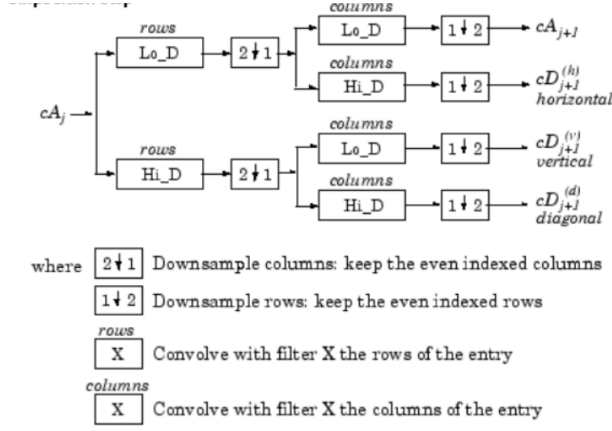 columns
rows
Lo_D
1 ↓ 2
cA_{j+1}
Lo_D
2 ↓ 1
columns
Hi_D
1 ↓ 2
cD_{j+1}^{(h)}
horizontal
cA_j
columns
rows
Lo_D
1 ↓ 2
cD_{j+1}^{(v)}
vertical
Hi_D
2 ↓ 1
columns
Hi_D
1 ↓ 2
cD_{j+1}^{(d)}
diagonal
where 2 ↓ 1 Downsample columns: keep the even indexed columns
1 ↓ 2 Downsample rows: keep the even indexed rows
rows
X Convolve with filter X the rows of the entry
columns
X Convolve with filter X the columns of the entry